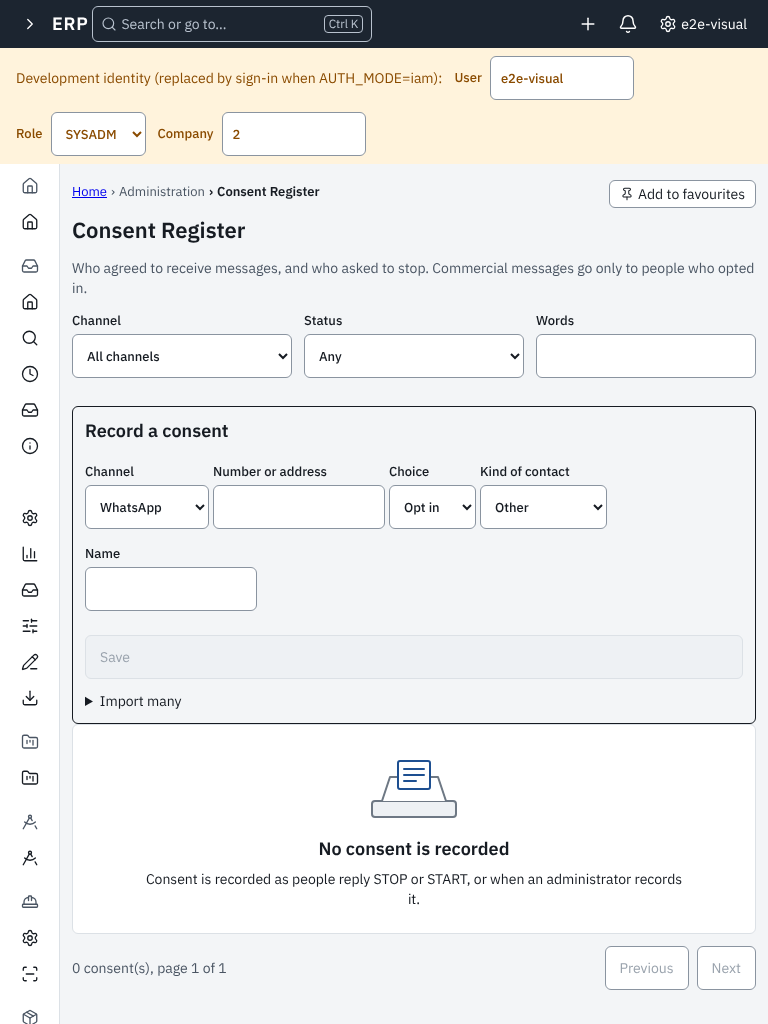 ERP
Search or go to...
Ctrl K
e2e-visual
Development identity (replaced by sign-in when AUTH_MODE=iam):
User
e2e-visual
Role
SYSADM
Company
2
Home › Administration › Consent Register
Add to favourites
Consent Register
Who agreed to receive messages, and who asked to stop. Commercial messages go only to people who opted
in.
Channel
Status
Words
All channels
Any
Record a consent
Channel
Number or address
Choice
Kind of contact
WhatsApp
Opt in
Other
Name
Save
Import many
No consent is recorded
Consent is recorded as people reply STOP or START, or when an administrator records
it.
0 consent(s), page 1 of 1
Previous
Next